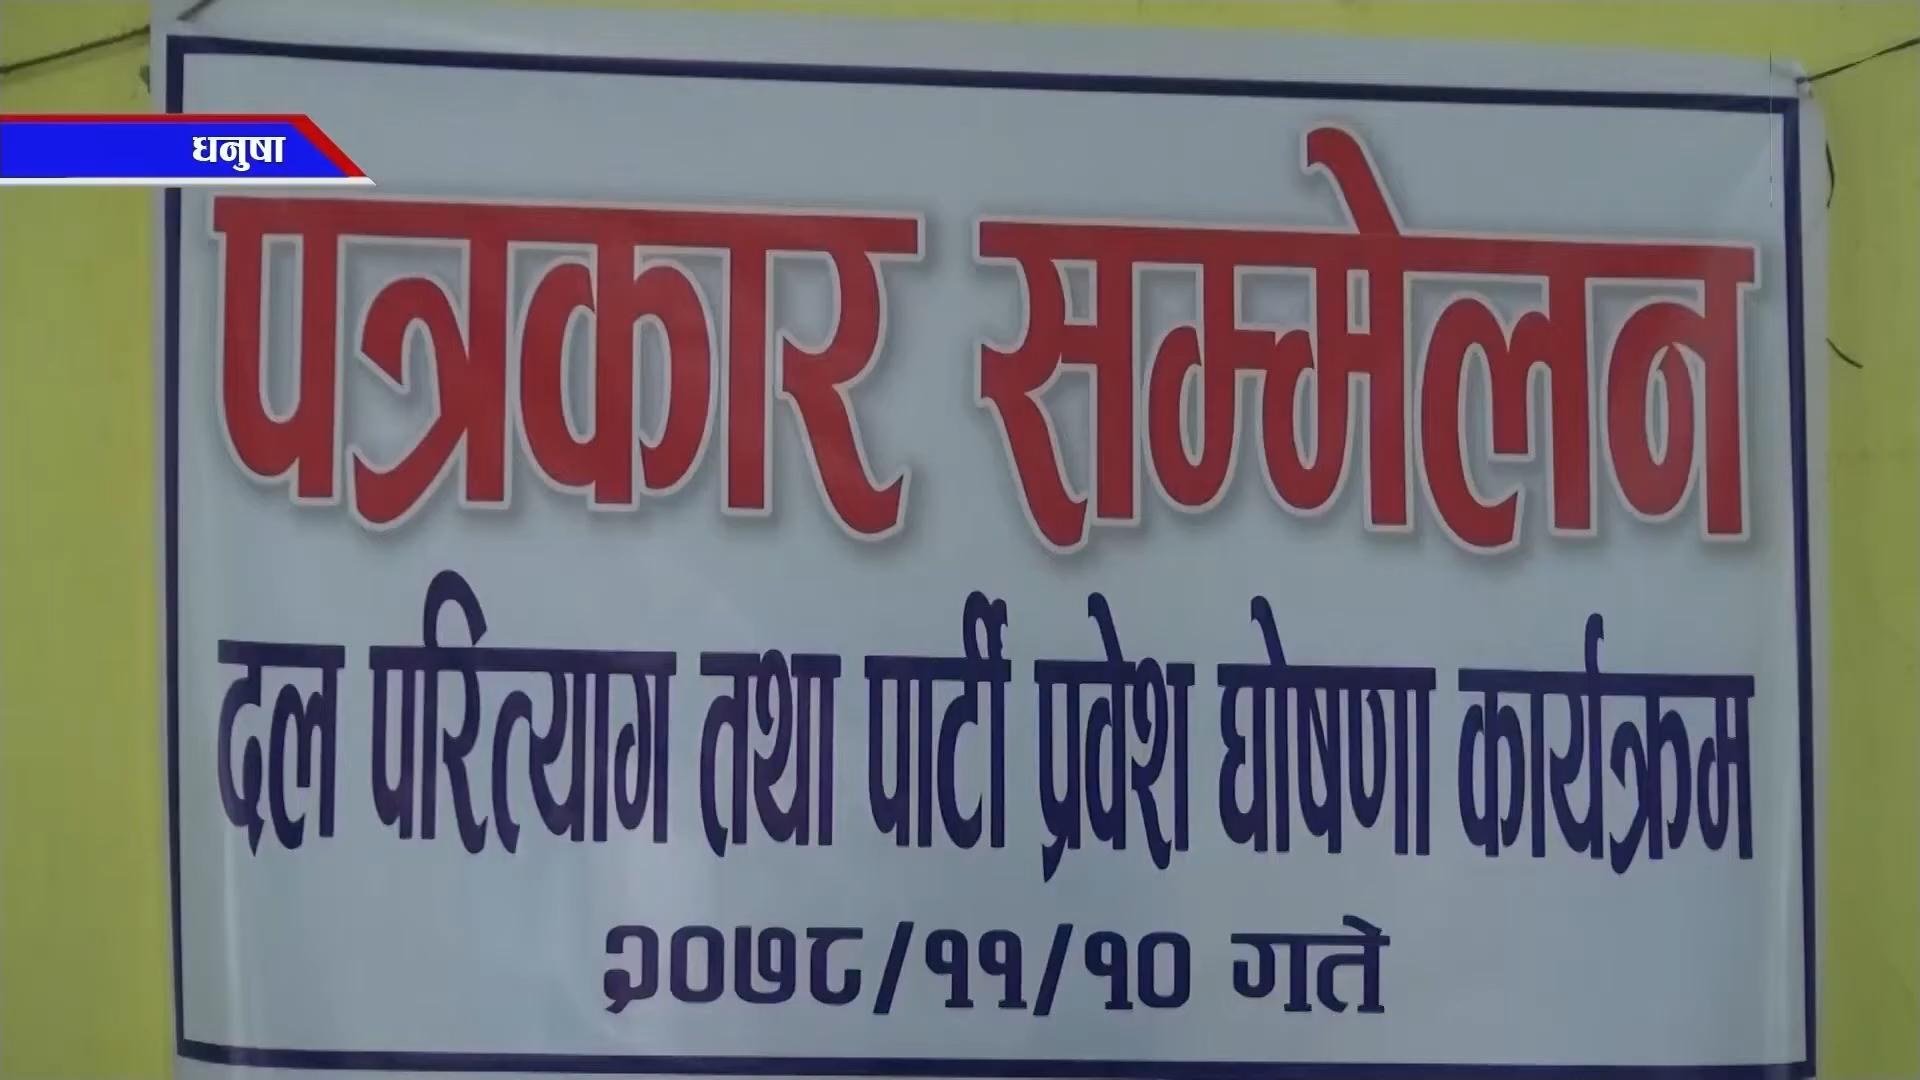 धनुषा
पत्रकार सम्मेलन
दल परित्याग तथा पार्टी प्रवेश घोषणा कार्यक्रम
२०७८/११/१० गते